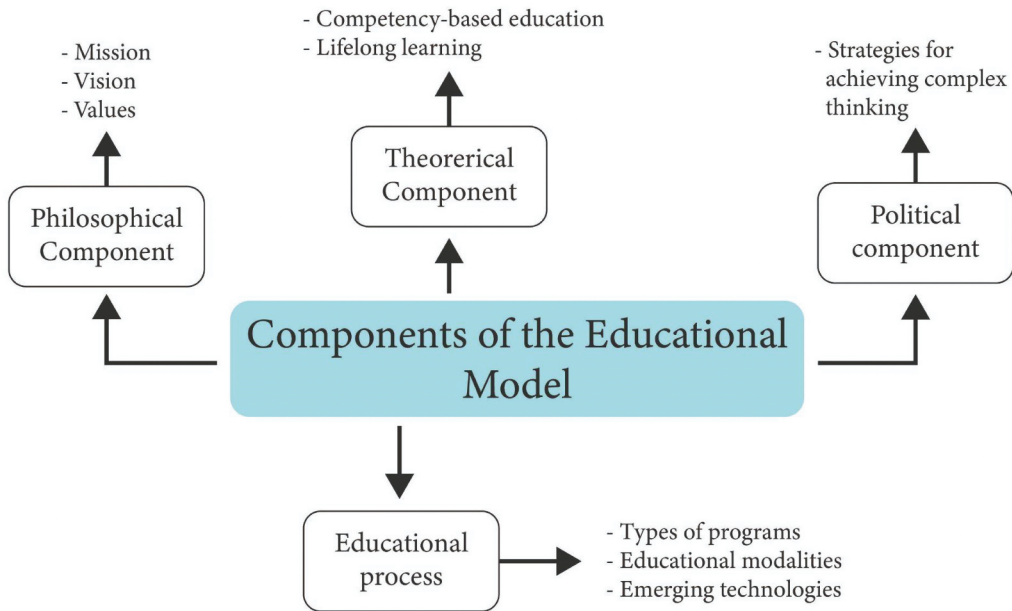 - Mission
- Vision
- Values
Philosophical
Component
- Competency-based education
- Lifelong learning
Theorerical
Component
- Strategies for
achieving complex
thinking
Political
component
Components of the Educational
Model
Educational
process
- Types of programs
- Educational modalities
- Emerging technologies